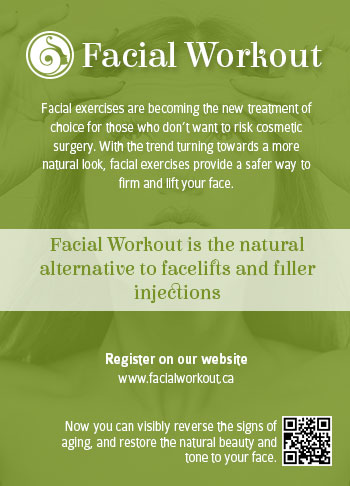 Facial Workout
Facial exercises are becoming the new treatment of
choice for those who don't want to risk cosmetic
surgery. With the trend turning towards a more
natural look, facial exercises provide a safer way to
firm and lift your face.
Facial Workout is the natural
alternative to facelifts and filler
injections
Register on our website
www.facialworkout.ca
Now you can visibly reverse the signs of
aging, and restore the natural beauty and
tone to your face.